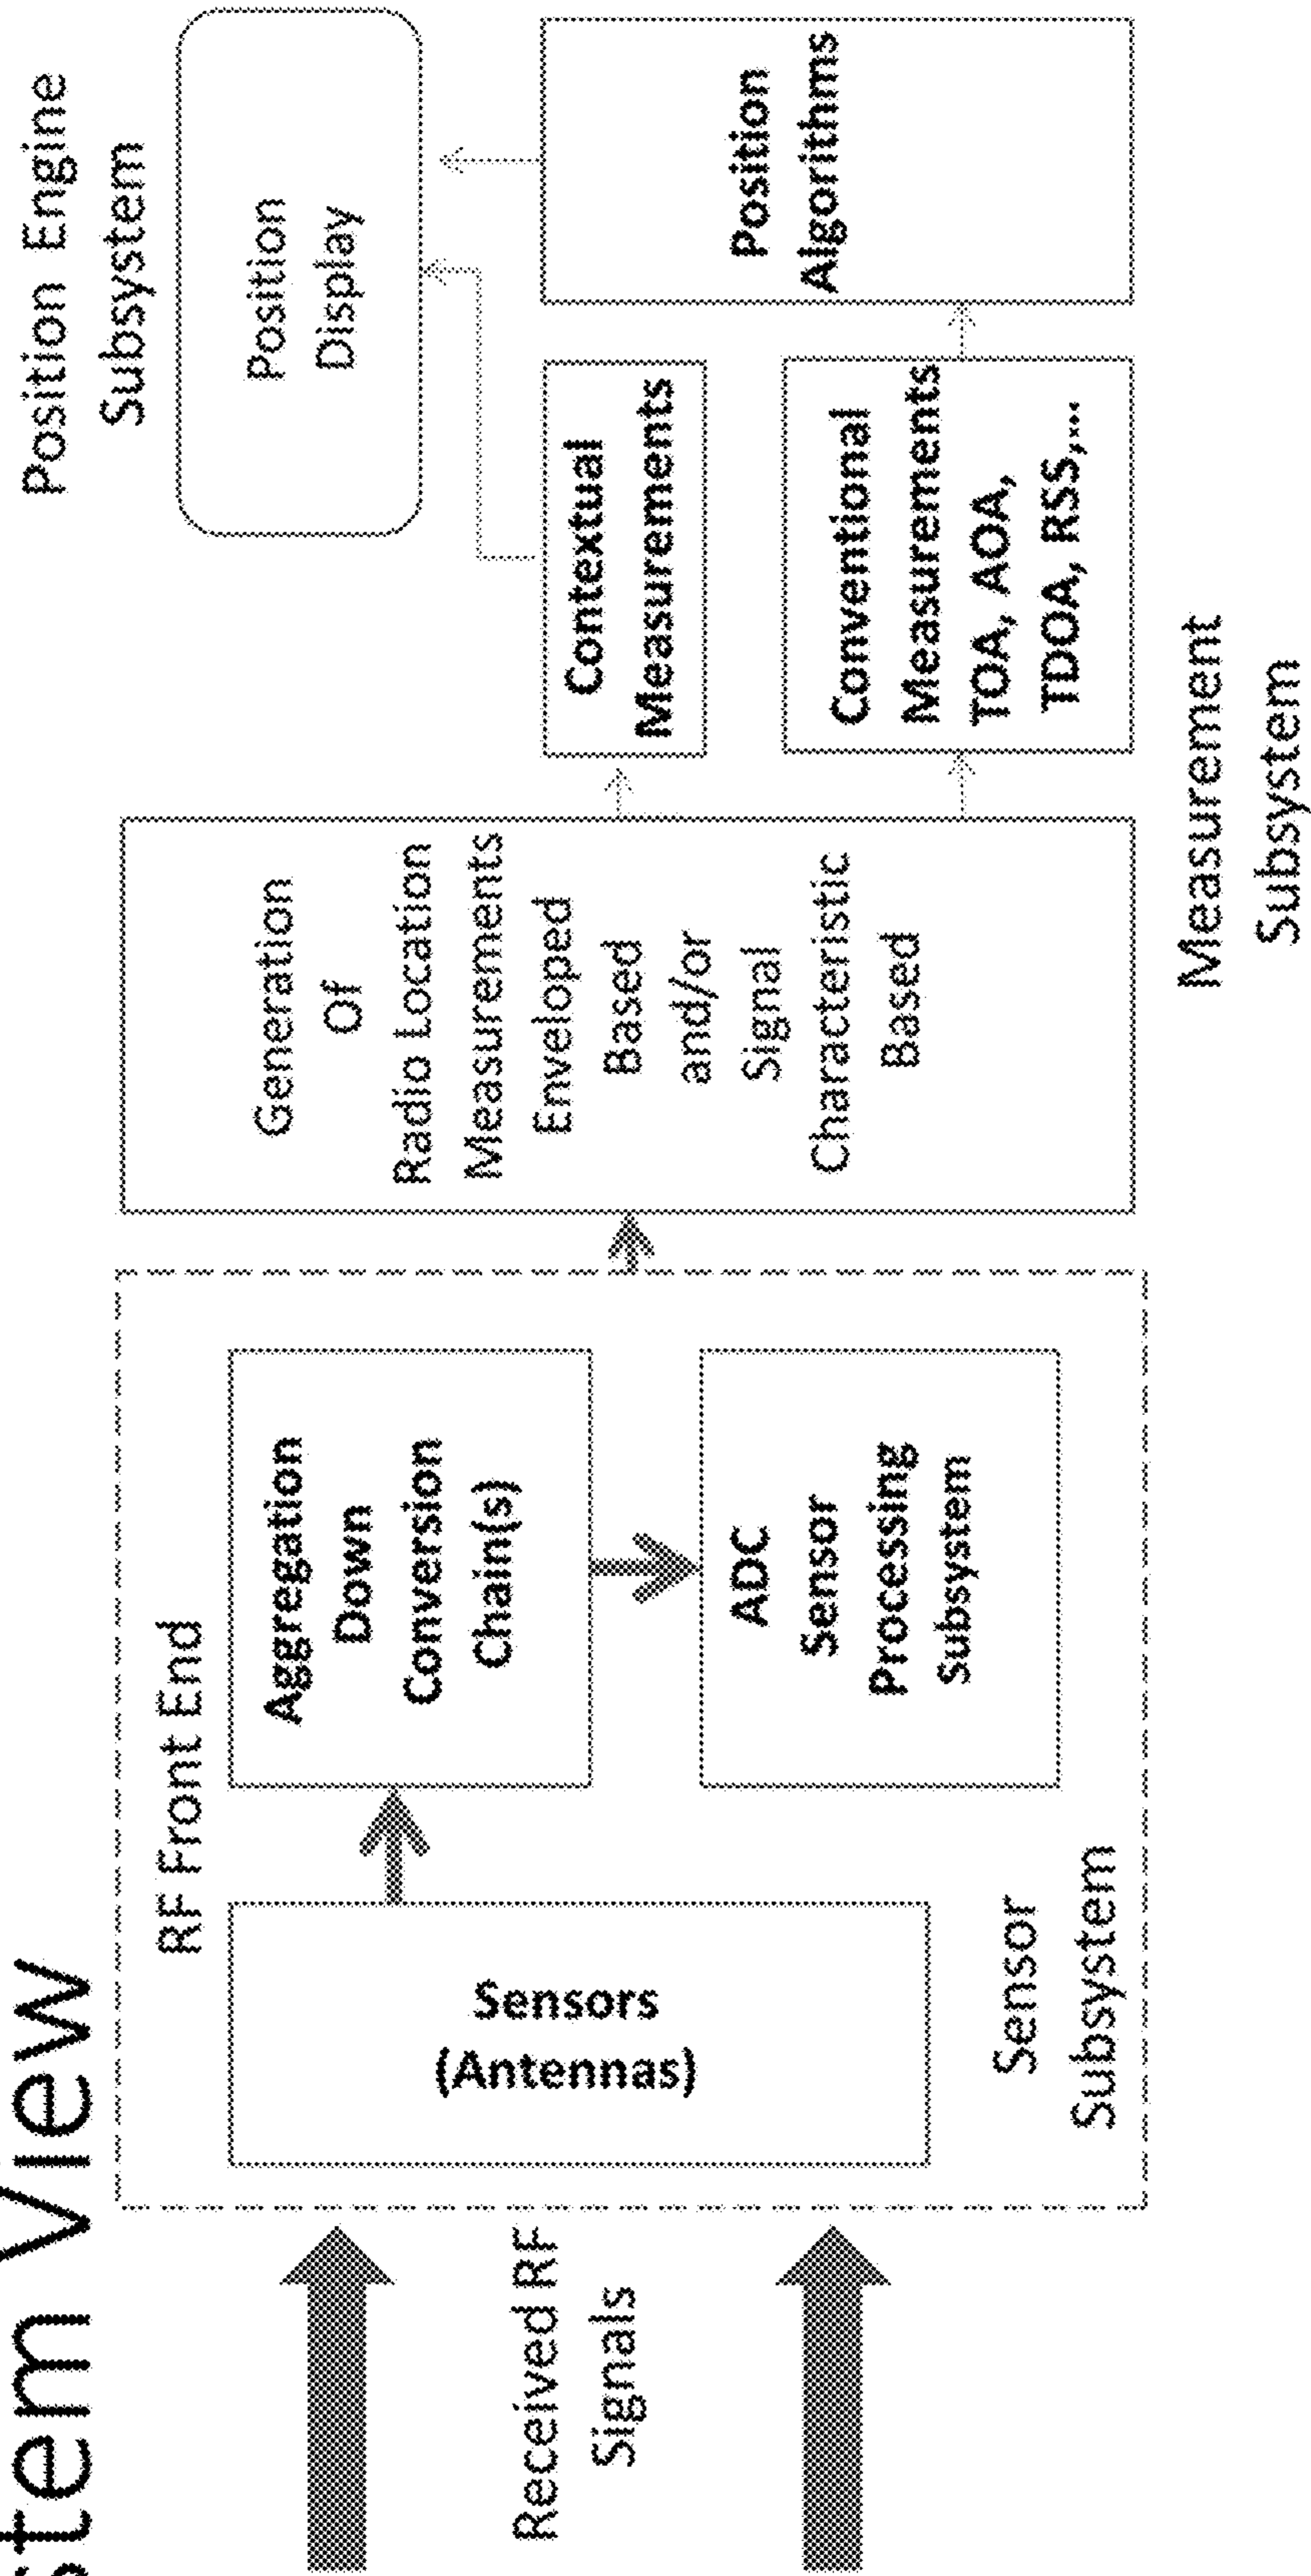 stem View
Received RF
Signals
RF Front End
Sensors
(Antennas)
Sensor
Subsystem
Aggregation
Down
Conversion
Chain(s)
ADC
Sensor
Processing
Subsystem
Generation
Of
Radio Location
Measurements
Enveloped
Based
and/or
Signal
Characteristic
Based
Contextual
Measurements
Conventional
Measurements
TOA, AOA,
TDOA, RSS,...
Measurement
Subsystem
Position Engine
Subsystem
Position
Display
Position
Algorithms